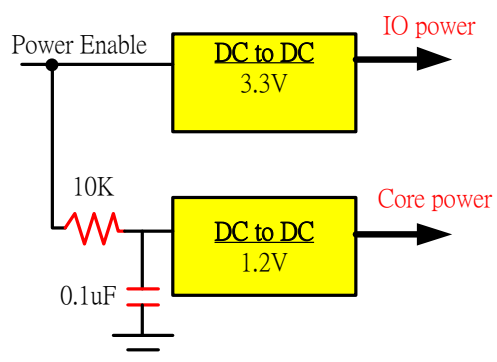 IO power
Power Enable
DC to DC
3.3V
10K
Core power
DC to DC
1.2V
0.1uF